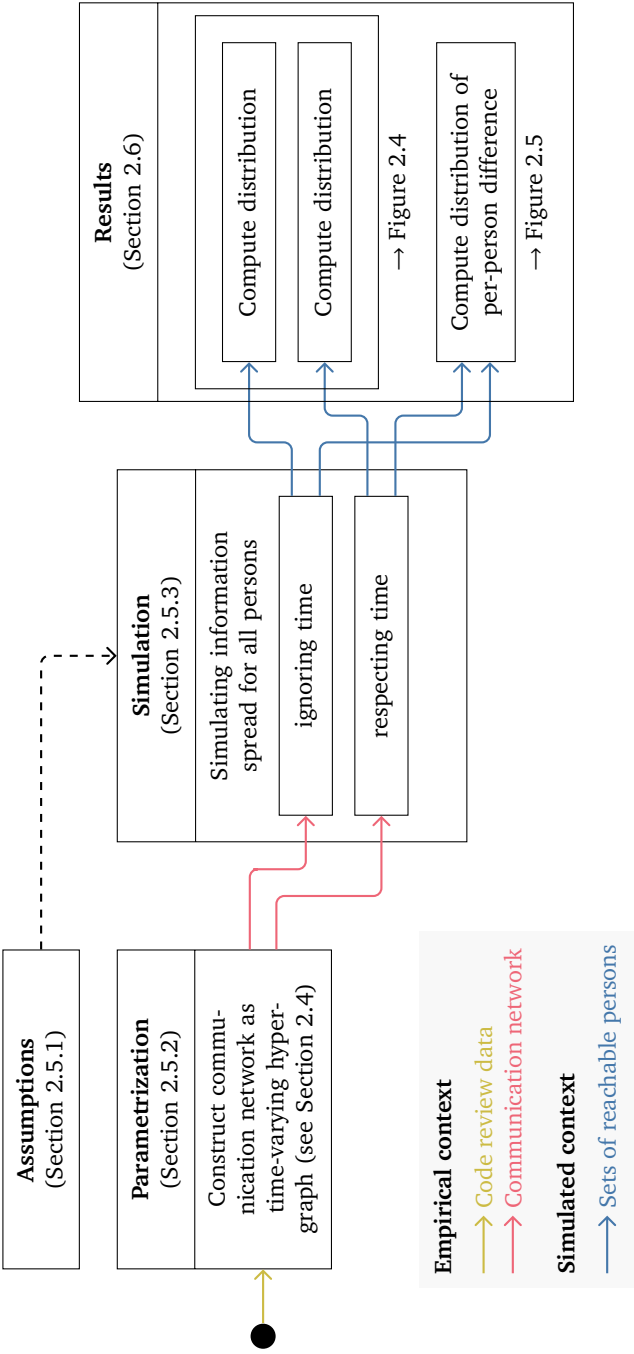 Assumptions
(Section 2.5.1)
Parametrization
(Section 2.5.2)
Construct commu-
nication network as
time-varying hyper-
graph (see Section 2.4)
Simulation
(Section 2.5.3)
Simulating information
spread for all persons
ignoring time
respecting time
Results
(Section 2.6)
Compute distribution
Compute distribution
→ Figure 2.4
Compute distribution of
per-person difference
→ Figure 2.5
Empirical context
Code review data
Communication network
Simulated context
Sets of reachable persons